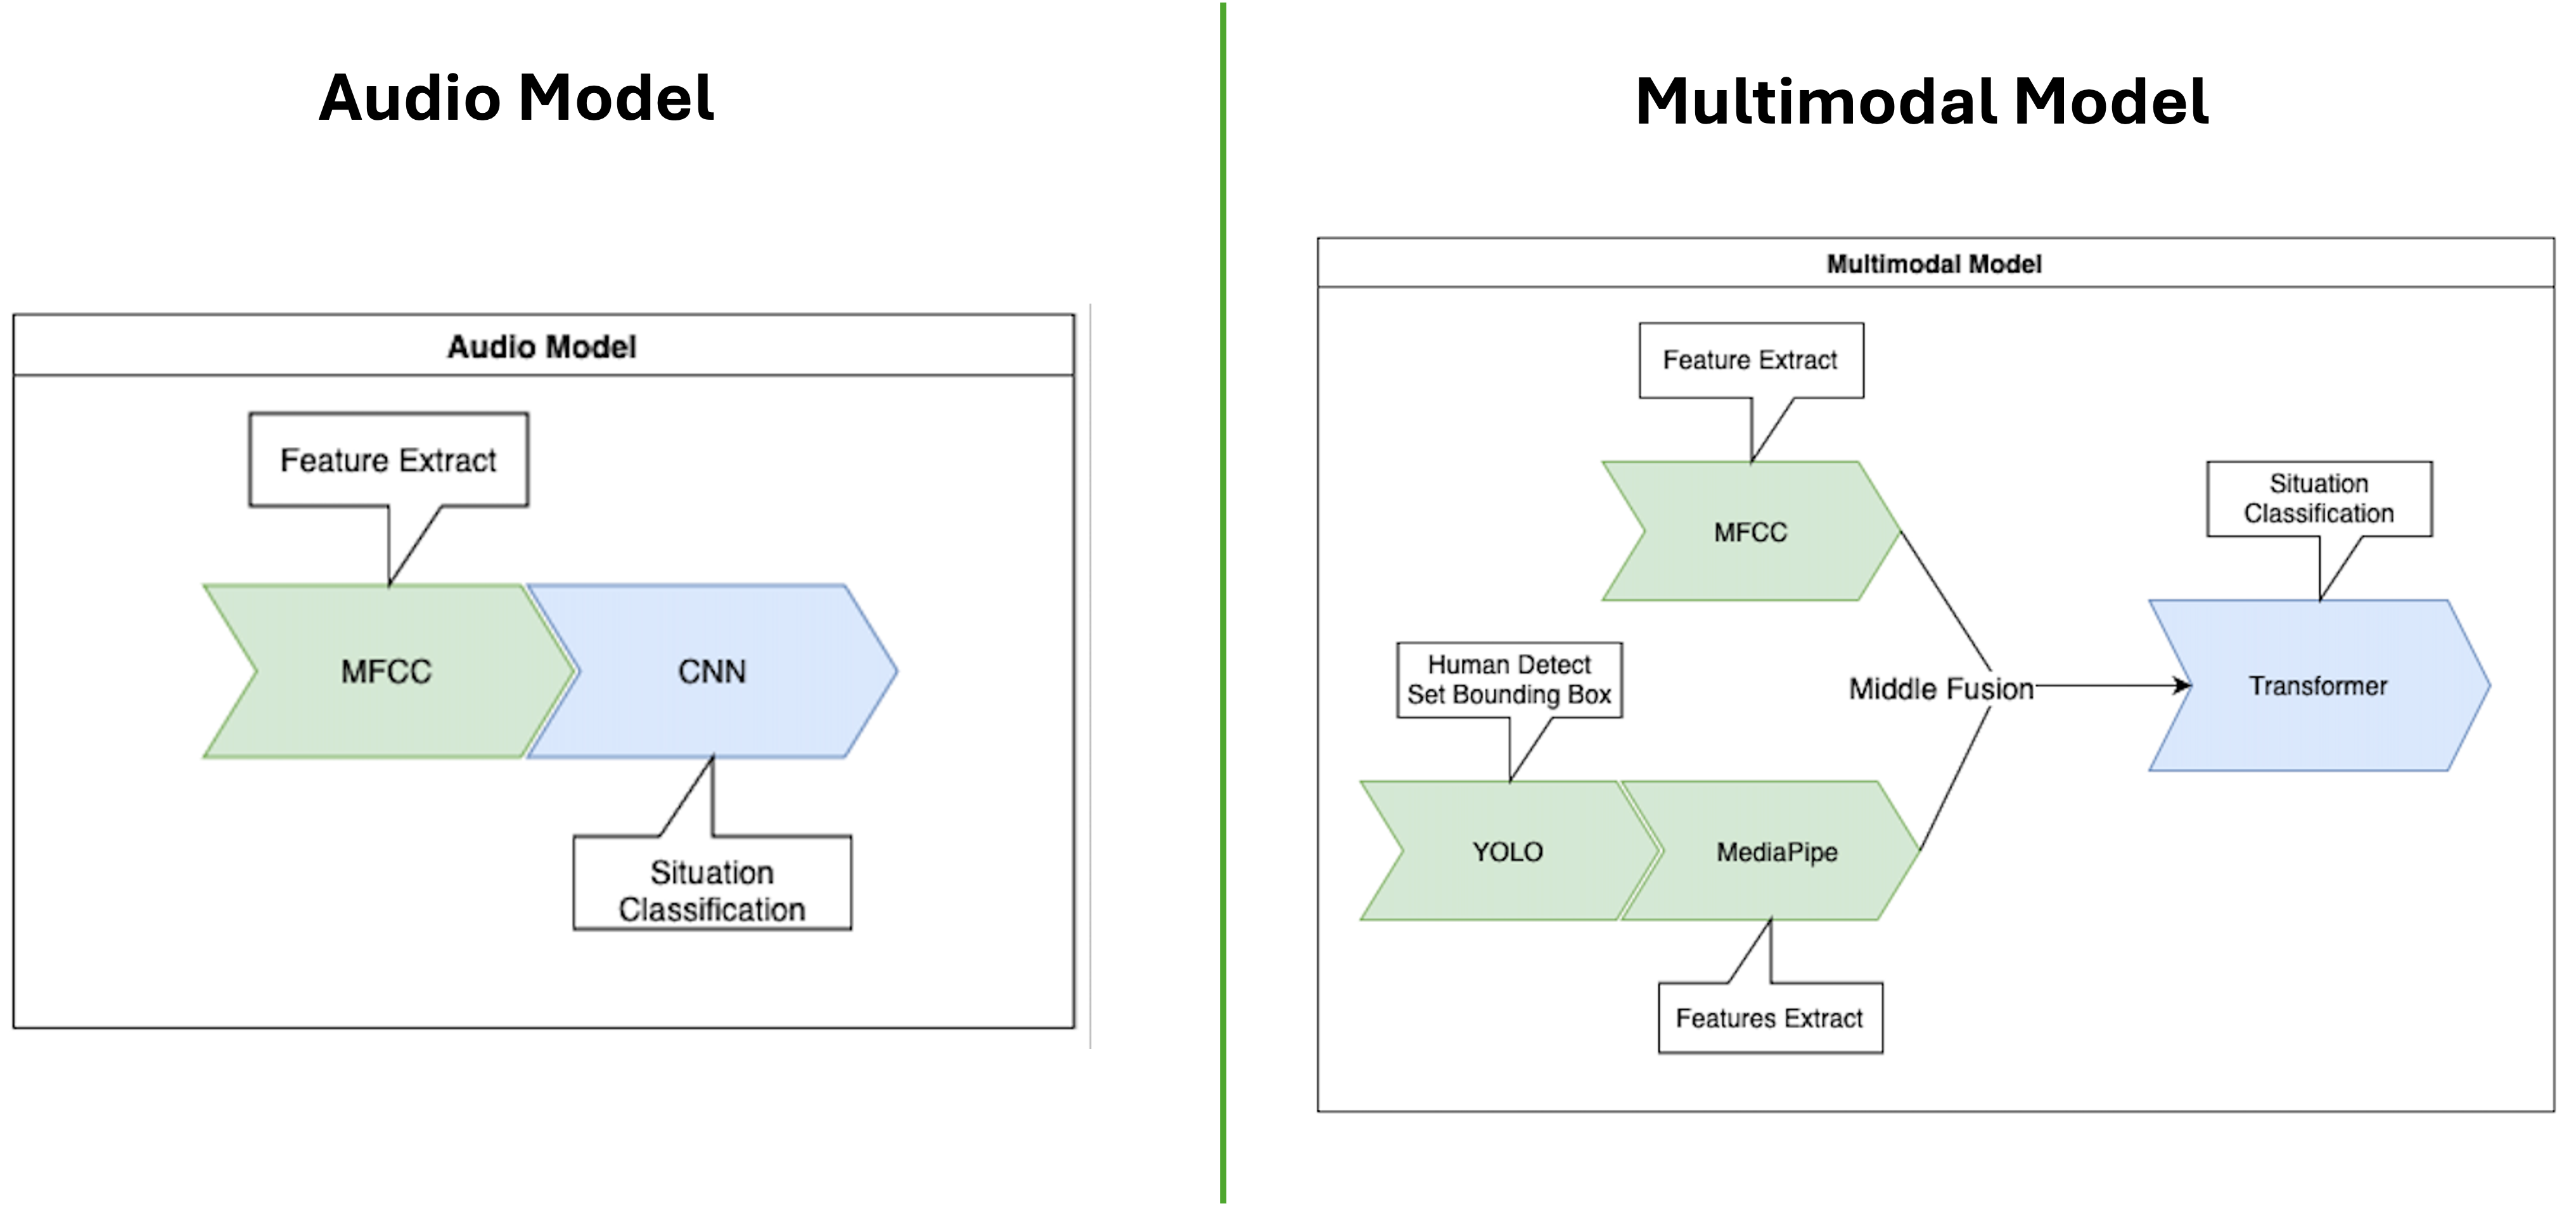 Audio Model
Audio Model
Feature Extract
MFCC
CNN
Situation
Classification
Multimodal Model
Multimodal Model
Feature Extract
MFCC
Situation
Classification
Human Detect
Set Bounding Box
Middle Fusion
Transformer
YOLO
MediaPipe
Features Extract